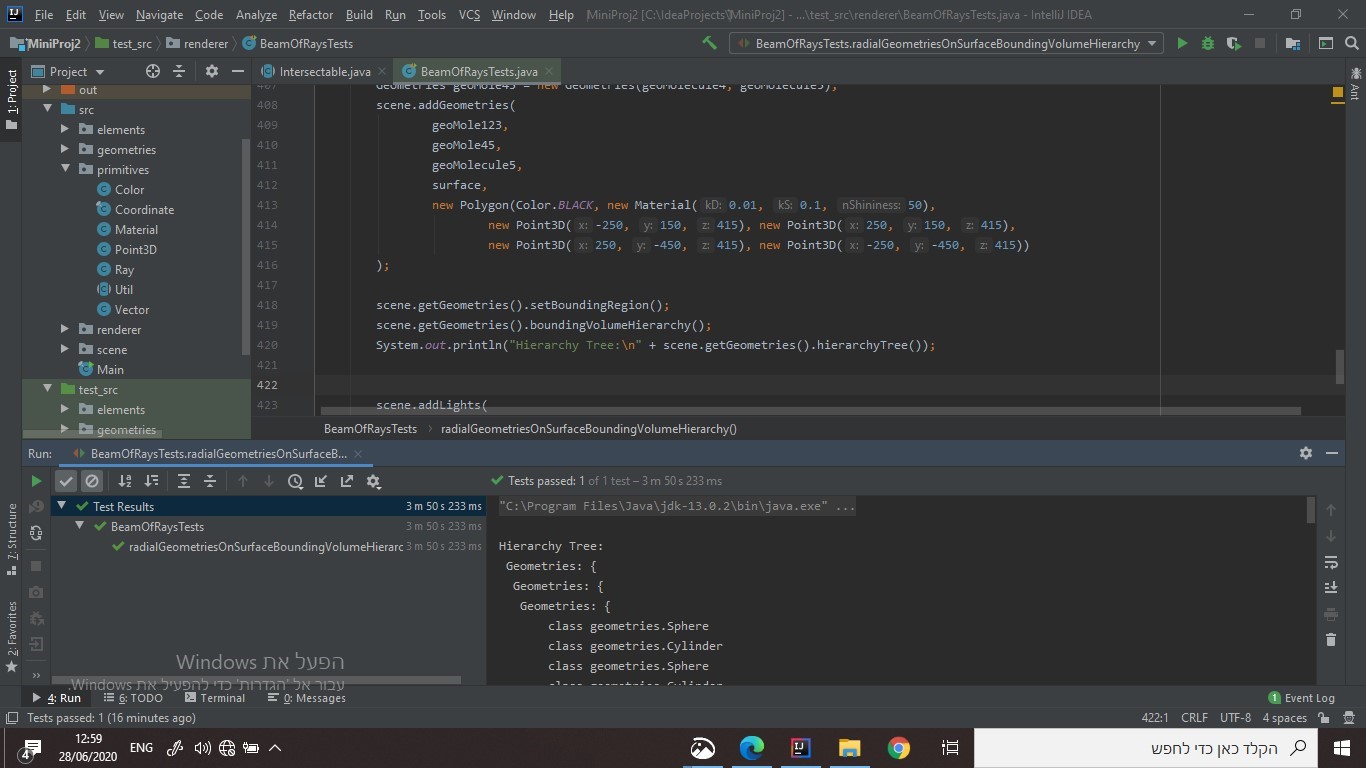 File Edit View Navigate Code Analyze Refactor Build Run Tools VCS Window Help MiniProj2 [C:\IdeaProjects\MiniProj2] - ...\test_src\renderer\BeamOfRaysTests.java - IntelliJ IDEA
MiniProj2 test_src renderer BeamOfRaysTests BeamOfRaysTests.radialGeometriesOnSurfaceBoundingVolumeHierarchy
1: Project
Project
Intersectable.java BeamOfRaysTests.java
Ant
out
src
elements
geometries
primitives
Color
Coordinate
Material
Point3D
Ray
Util
Vector
renderer
scene
Main
test_src
elements
geometries
407 Geometries geoMole45 = new Geometries(geoMolecule4, geoMolecule5);
408 scene.addGeometries(
409 geoMole123,
410 geoMole45,
411 geoMolecule5,
412 surface,
413 new Polygon(Color.BLACK, new Material( kD: 0.01, kS: 0.1, nShininess: 50),
414 new Point3D( x: -250, y: 150, z: 415), new Point3D( x: 250, y: 150, z: 415),
415 new Point3D( x: 250, y: -450, z: 415), new Point3D( x: -250, y: -450, z: 415))
416 );
417
418 scene.getGeometries().setBoundingRegion();
419 scene.getGeometries().boundingVolumeHierarchy();
420 System.out.println("Hierarchy Tree:\n" + scene.getGeometries().hierarchyTree());
421
422
423 scene.addLights(
BeamOfRaysTests radialGeometriesOnSurfaceBoundingVolumeHierarchy()
Run: BeamOfRaysTests.radialGeometriesOnSurfaceB...
Tests passed: 1 of 1 test – 3 m 50 s 233 ms
Test Results 3 m 50 s 233 ms
BeamOfRaysTests 3 m 50 s 233 ms
radialGeometriesOnSurfaceBoundingVolumeHierarc 3 m 50 s 233 ms
"C:\Program Files\Java\jdk-13.0.2\bin\java.exe" ...
Hierarchy Tree:
Geometries: {
Geometries: {
Geometries: {
class geometries.Sphere
class geometries.Cylinder
class geometries.Sphere
class geometries.Cylinder
7: Structure
2: Favorites
הפעל את Windows
עבור אל 'הגדרות' כדי להפעיל את Windows.
4: Run 6: TODO Terminal 0: Messages 1 Event Log
Tests passed: 1 (16 minutes ago) 422:1 CRLF UTF-8 4 spaces
4 12:59 ENG
28/06/2020
הקלד כאן כדי לחפש